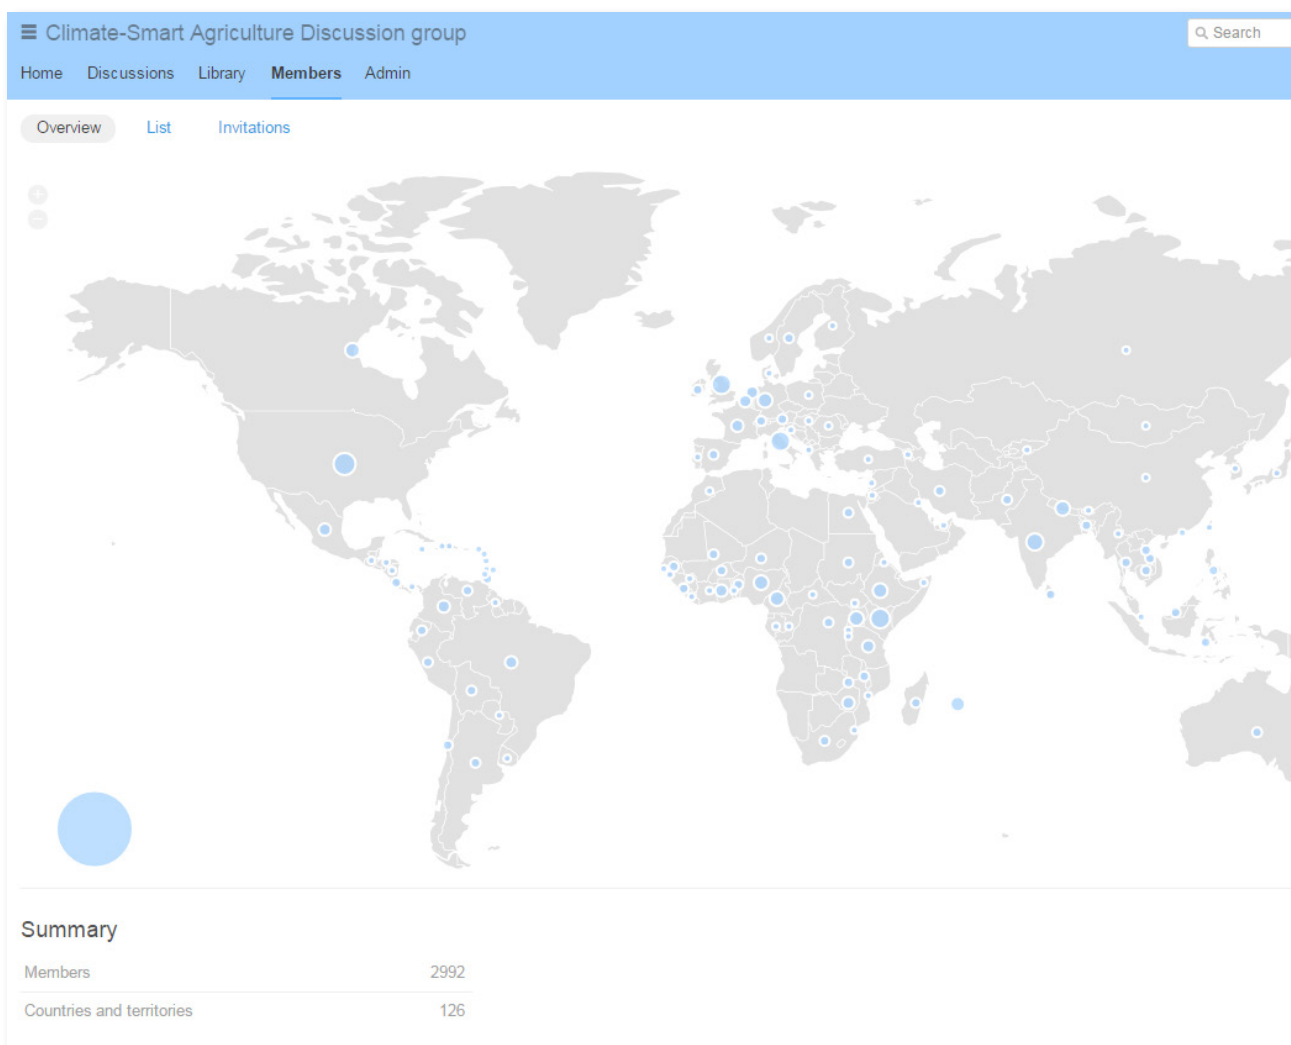 Climate-Smart Agriculture Discussion group
Search
Home Discussions Library Members Admin
Overview List Invitations
+
−
Summary
Members 2992
Countries and territories 126